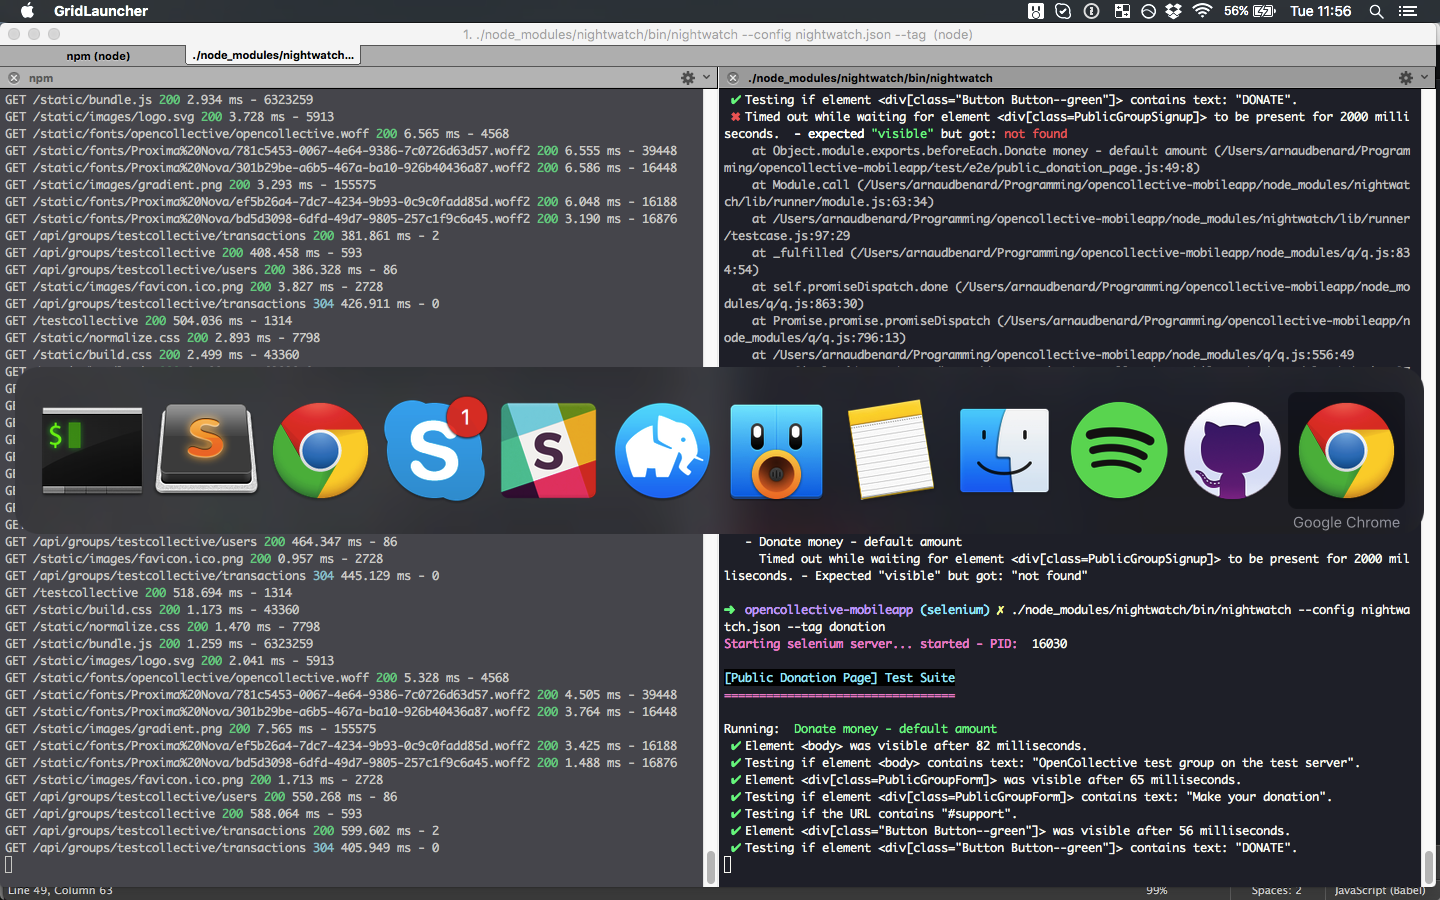 GridLauncher
56%
Tue 11:56
1. ./node_modules/nightwatch/bin/nightwatch --config nightwatch.json --tag (node)
npm (node)
./node_modules/nightwatch...
npm
GET /static/bundle.js 200 2.934 ms - 6323259
GET /static/images/logo.svg 200 3.728 ms - 5913
GET /static/fonts/opencollective/opencollective.woff 200 6.565 ms - 4568
GET /static/fonts/Proxima%20Nova/781c5453-0067-4e64-9386-7c0726d63d57.woff2 200 6.555 ms - 39448
GET /static/fonts/Proxima%20Nova/301b29be-a6b5-467a-ba10-926b40436a87.woff2 200 6.586 ms - 16448
GET /static/images/gradient.png 200 3.293 ms - 155575
GET /static/fonts/Proxima%20Nova/ef5b26a4-7dc7-4234-9b93-0c9c0fadd85d.woff2 200 6.048 ms - 16188
GET /static/fonts/Proxima%20Nova/bd5d3098-6dfd-49d7-9805-257c1f9c6a45.woff2 200 3.190 ms - 16876
GET /api/groups/testcollective/transactions 200 381.861 ms - 2
GET /api/groups/testcollective 200 408.458 ms - 593
GET /api/groups/testcollective/users 200 386.328 ms - 86
GET /static/images/favicon.ico.png 200 3.827 ms - 2728
GET /api/groups/testcollective/transactions 304 426.911 ms - 0
GET /testcollective 200 504.036 ms - 1314
GET /static/normalize.css 200 2.893 ms - 7798
GET /static/build.css 200 2.499 ms - 43360
GET /api/groups/testcollective/users 200 464.347 ms - 86
GET /static/images/favicon.ico.png 200 0.957 ms - 2728
GET /api/groups/testcollective/transactions 304 445.129 ms - 0
GET /testcollective 200 518.694 ms - 1314
GET /static/build.css 200 1.173 ms - 43360
GET /static/normalize.css 200 1.470 ms - 7798
GET /static/bundle.js 200 1.259 ms - 6323259
GET /static/images/logo.svg 200 2.041 ms - 5913
GET /static/fonts/opencollective/opencollective.woff 200 5.328 ms - 4568
GET /static/fonts/Proxima%20Nova/781c5453-0067-4e64-9386-7c0726d63d57.woff2 200 4.505 ms - 39448
GET /static/fonts/Proxima%20Nova/301b29be-a6b5-467a-ba10-926b40436a87.woff2 200 3.764 ms - 16448
GET /static/images/gradient.png 200 7.565 ms - 155575
GET /static/fonts/Proxima%20Nova/ef5b26a4-7dc7-4234-9b93-0c9c0fadd85d.woff2 200 3.425 ms - 16188
GET /static/fonts/Proxima%20Nova/bd5d3098-6dfd-49d7-9805-257c1f9c6a45.woff2 200 1.488 ms - 16876
GET /static/images/favicon.ico.png 200 1.713 ms - 2728
GET /api/groups/testcollective/users 200 550.268 ms - 86
GET /api/groups/testcollective 200 588.064 ms - 593
GET /api/groups/testcollective/transactions 200 599.602 ms - 2
GET /api/groups/testcollective/transactions 304 405.949 ms - 0
./node_modules/nightwatch/bin/nightwatch
✔ Testing if element <div[class="Button Button--green"]> contains text: "DONATE".
✖ Timed out while waiting for element <div[class=PublicGroupSignup]> to be present for 2000 milli
seconds.  - expected "visible" but got: not found
at Object.module.exports.beforeEach.Donate money - default amount (/Users/arnaudbenard/Program
ming/opencollective-mobileapp/test/e2e/public_donation_page.js:49:8)
at Module.call (/Users/arnaudbenard/Programming/opencollective-mobileapp/node_modules/nightwat
ch/lib/runner/module.js:63:34)
at /Users/arnaudbenard/Programming/opencollective-mobileapp/node_modules/nightwatch/lib/runner
/testcase.js:97:29
at _fulfilled (/Users/arnaudbenard/Programming/opencollective-mobileapp/node_modules/q/q.js:83
4:54)
at self.promiseDispatch.done (/Users/arnaudbenard/Programming/opencollective-mobileapp/node_mo
dules/q/q.js:863:30)
at Promise.promise.promiseDispatch (/Users/arnaudbenard/Programming/opencollective-mobileapp/n
ode_modules/q/q.js:796:13)
at /Users/arnaudbenard/Programming/opencollective-mobileapp/node_modules/q/q.js:556:49
$
S
S
1
S
Google Chrome
- Donate money - default amount
Timed out while waiting for element <div[class=PublicGroupSignup]> to be present for 2000 mil
liseconds. - Expected "visible" but got: "not found"
➜ opencollective-mobileapp (selenium) ✗ ./node_modules/nightwatch/bin/nightwatch --config nightwa
tch.json --tag donation
Starting selenium server... started - PID:  16030
[Public Donation Page] Test Suite
=================================
Running:  Donate money - default amount
✔ Element <body> was visible after 82 milliseconds.
✔ Testing if element <body> contains text: "OpenCollective test group on the test server".
✔ Element <div[class=PublicGroupForm]> was visible after 65 milliseconds.
✔ Testing if element <div[class=PublicGroupForm]> contains text: "Make your donation".
✔ Testing if the URL contains "#support".
✔ Element <div[class="Button Button--green"]> was visible after 56 milliseconds.
✔ Testing if element <div[class="Button Button--green"]> contains text: "DONATE".
Line 49, Column 63
99%
Spaces: 2
JavaScript (Babel)